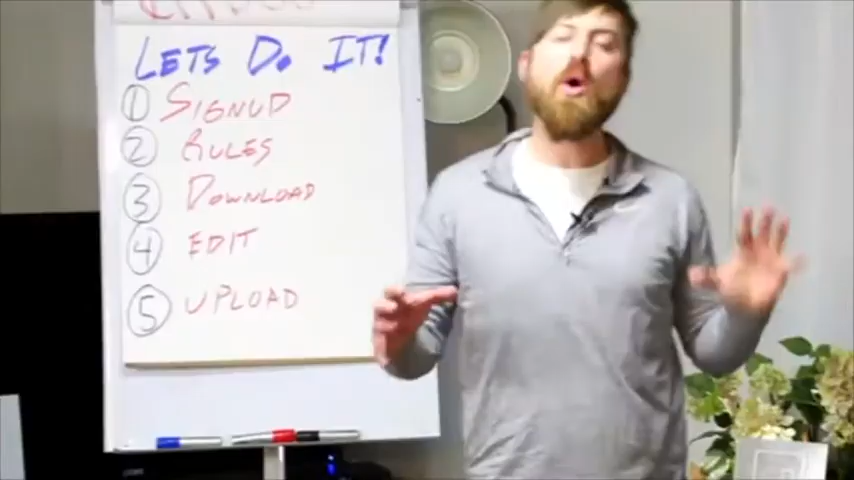 LETS DO IT!
1 SIGNUP
2 RULES
3 DOWNLOAD
4 EDIT
5 UPLOAD